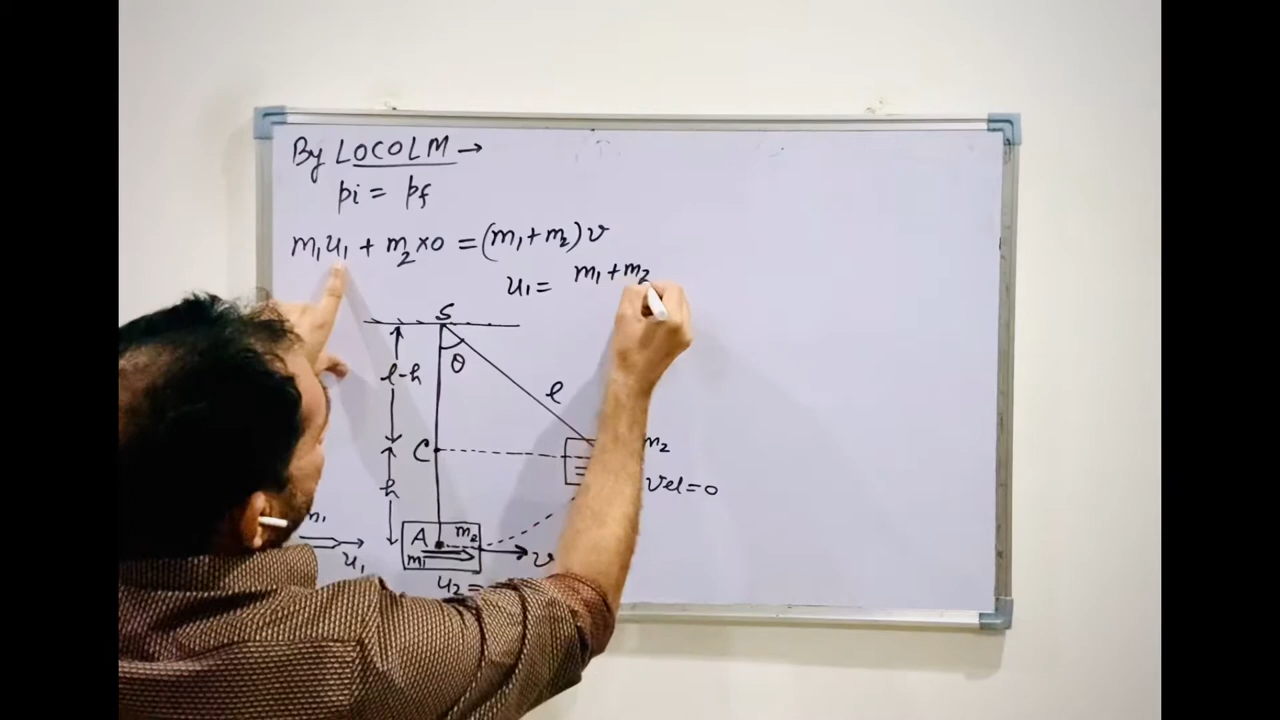 By LOCOLM →
pi = pf
m₁u₁ + m₂×0 = (m₁+m₂)v
u₁ = m₁+m₂
S
θ
l-h
l
C
m₂
h
vel=0
A m₂
m₁
v
u₁
u₂ =